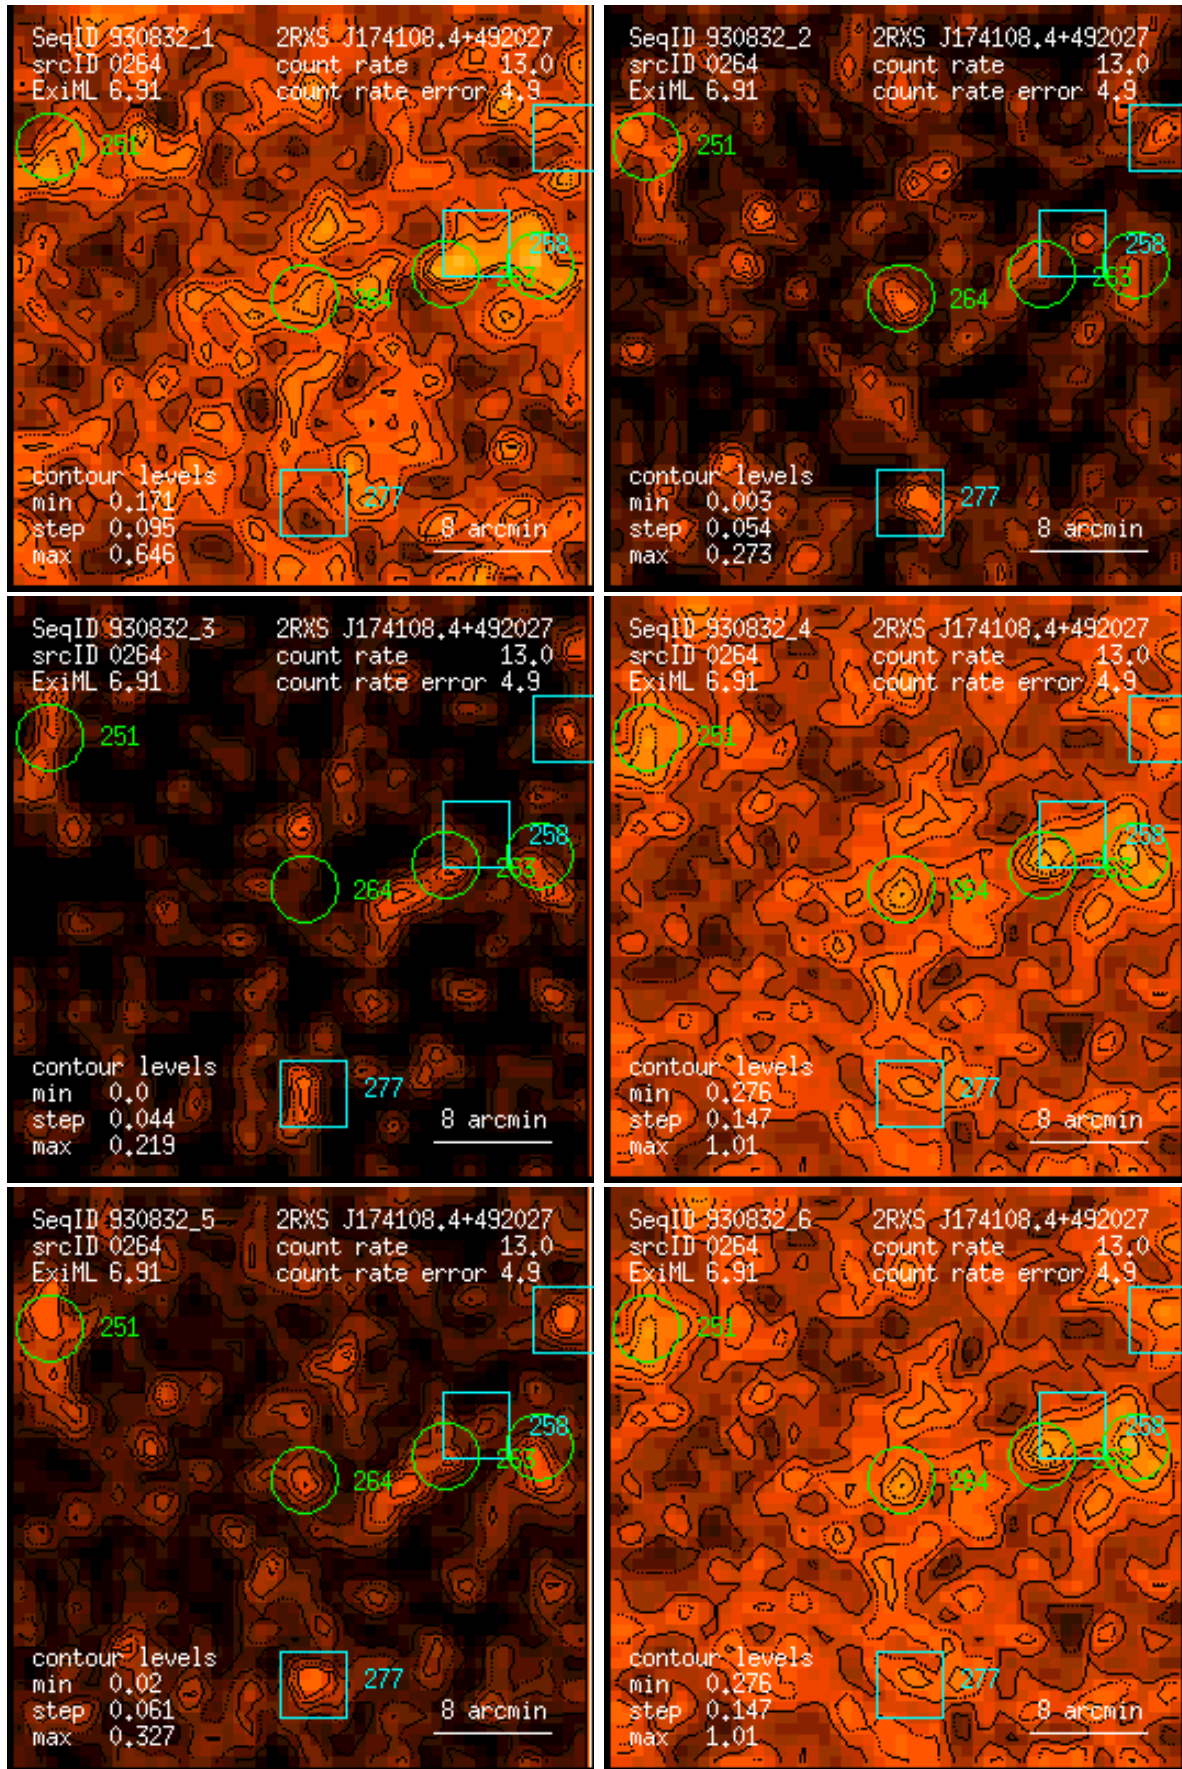 SeqID 930832_1 2RXS J174108.4+492027
srcID 0264 count rate 13.0
ExiML 6.91 count rate error 4.9
251
258
263
264
contour levels
min 0.171 277
step 0.095 8 arcmin
max 0.646
SeqID 930832_2 2RXS J174108.4+492027
srcID 0264 count rate 13.0
ExiML 6.91 count rate error 4.9
251
258
263
264
contour levels
min 0.003 277
step 0.054 8 arcmin
max 0.273
SeqID 930832_3 2RXS J174108.4+492027
srcID 0264 count rate 13.0
ExiML 6.91 count rate error 4.9
251
258
263
264
contour levels
min 0.0 277
step 0.044 8 arcmin
max 0.219
SeqID 930832_4 2RXS J174108.4+492027
srcID 0264 count rate 13.0
ExiML 6.91 count rate error 4.9
251
258
263
264
contour levels
min 0.276 277
step 0.147 8 arcmin
max 1.01
SeqID 930832_5 2RXS J174108.4+492027
srcID 0264 count rate 13.0
ExiML 6.91 count rate error 4.9
251
258
263
264
contour levels
min 0.02 277
step 0.061 8 arcmin
max 0.327
SeqID 930832_6 2RXS J174108.4+492027
srcID 0264 count rate 13.0
ExiML 6.91 count rate error 4.9
251
258
263
264
contour levels
min 0.276 277
step 0.147 8 arcmin
max 1.01